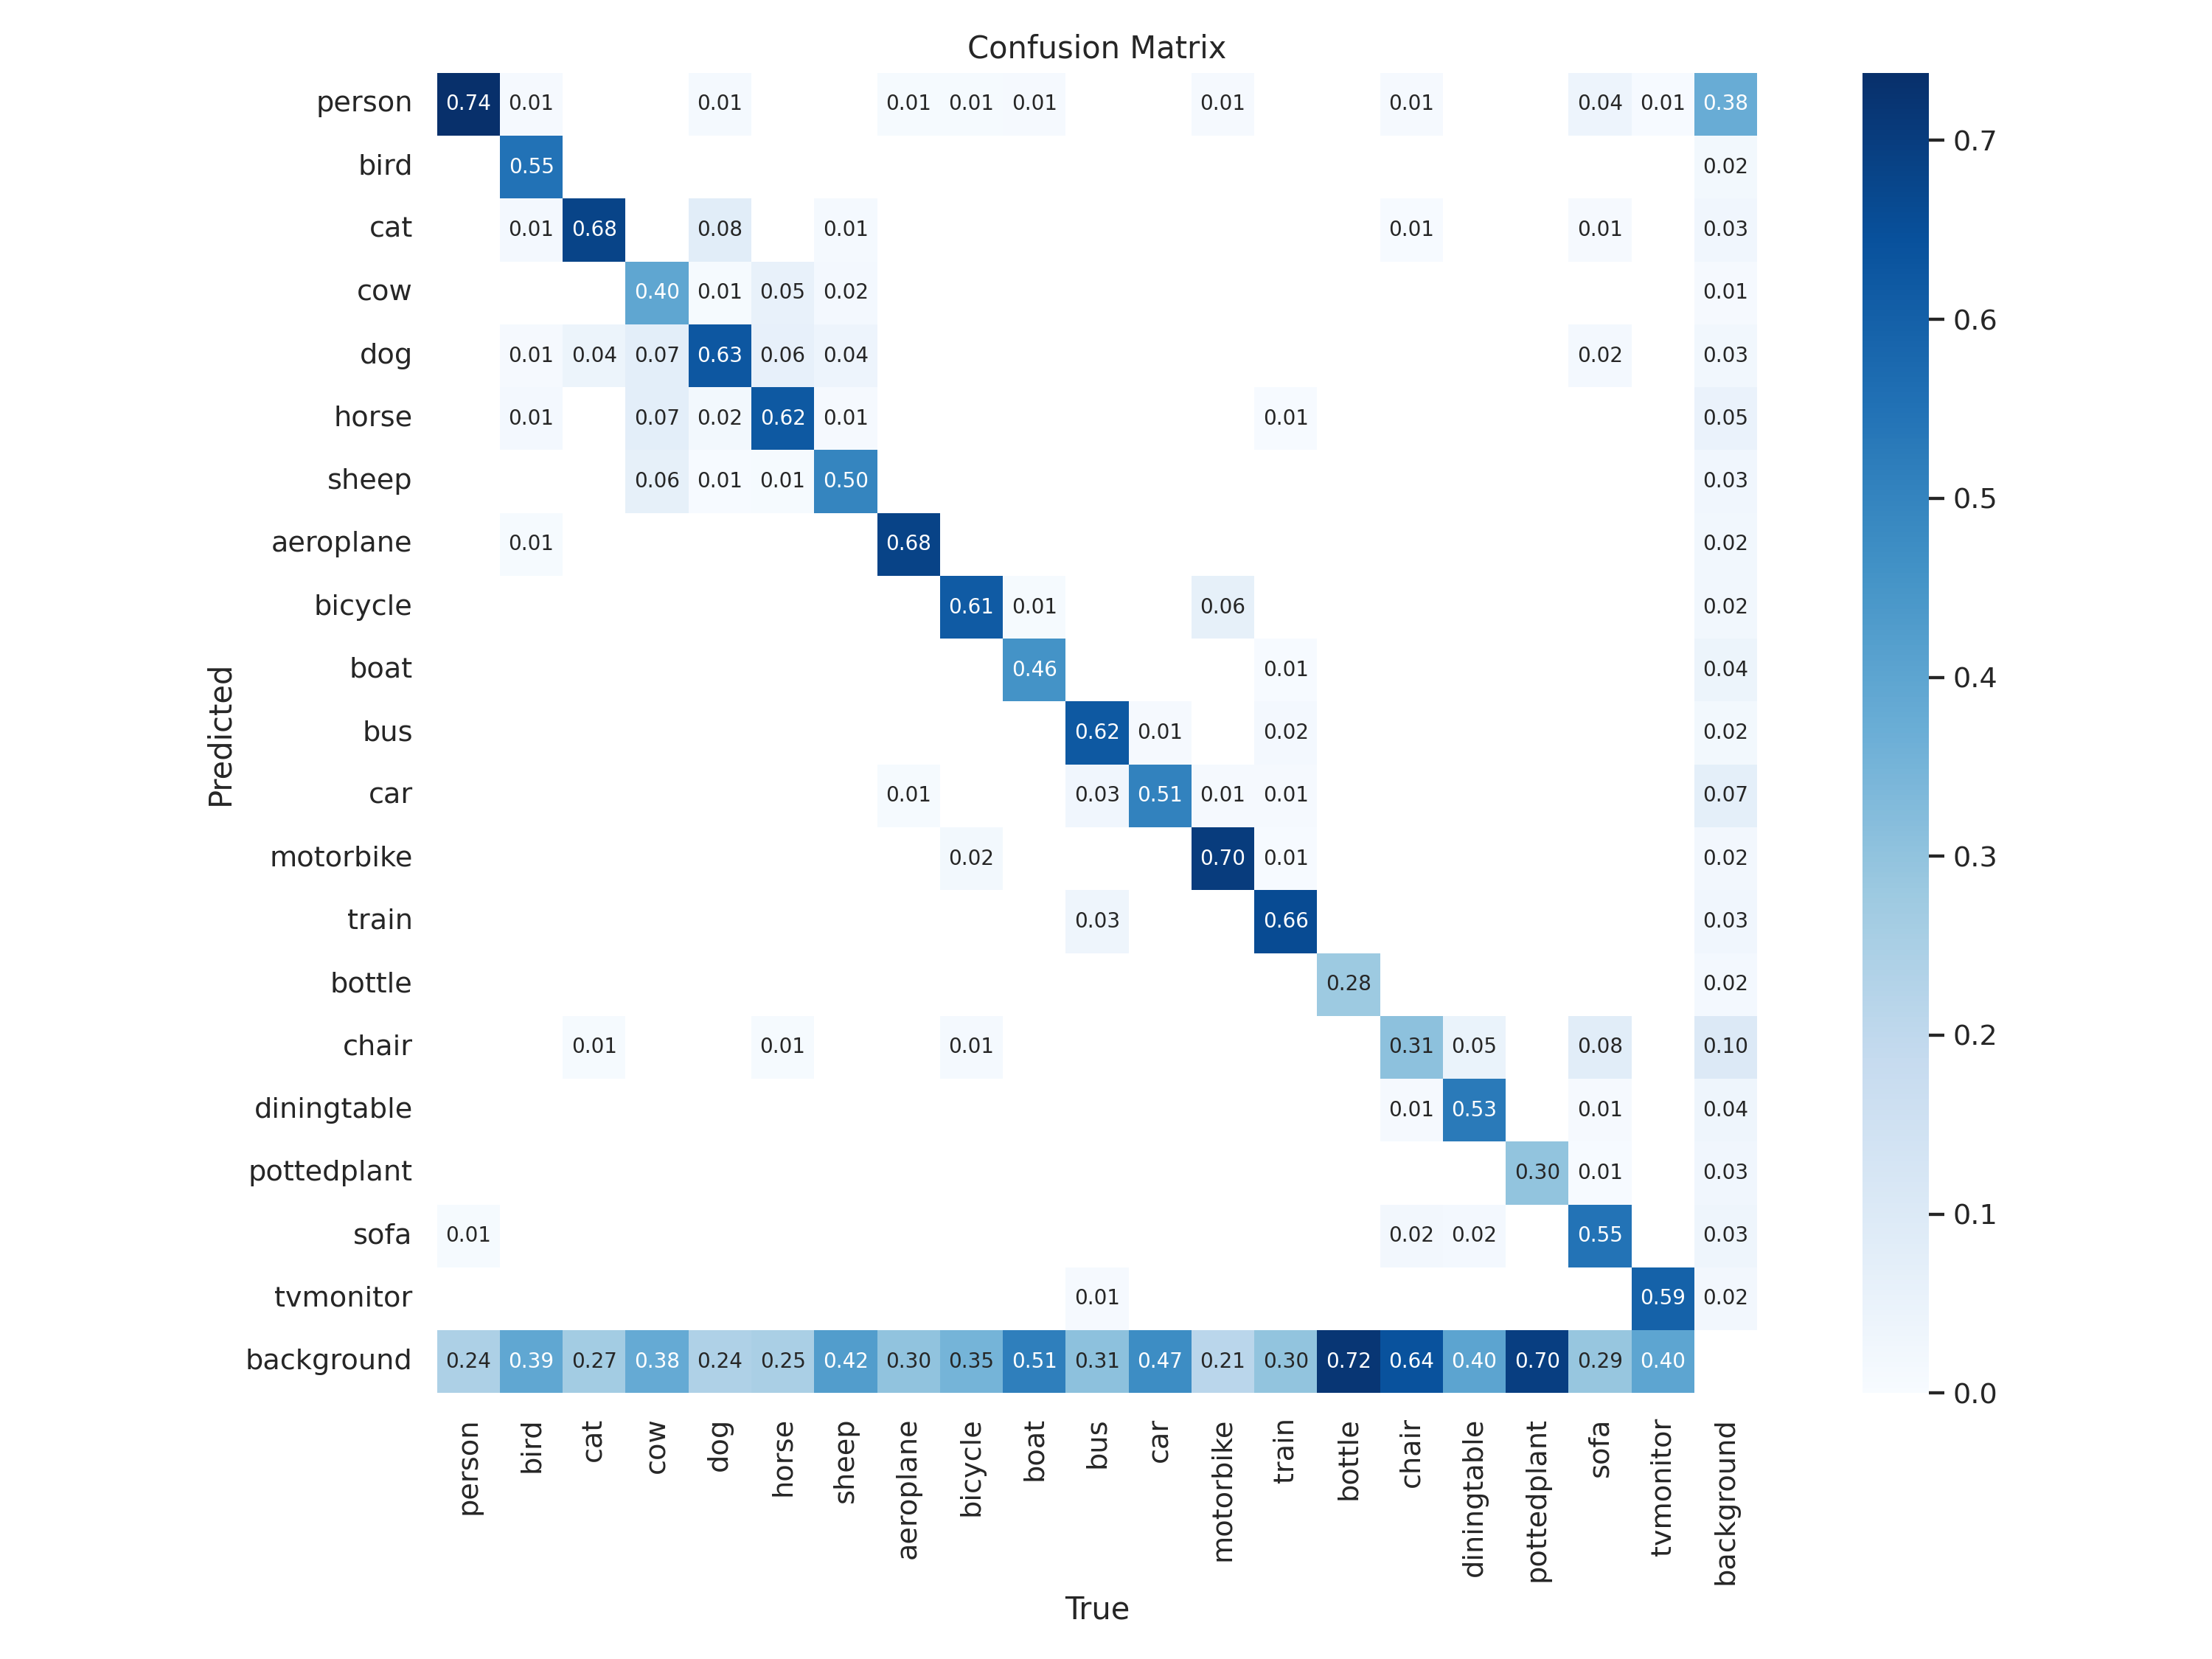 Confusion Matrix
person 0.74 0.01 0.01 0.01 0.01 0.01 0.01 0.01 0.04 0.01 0.38
bird 0.55 0.02
cat 0.01 0.68 0.08 0.01 0.01 0.01 0.03
cow 0.40 0.01 0.05 0.02 0.01
dog 0.01 0.04 0.07 0.63 0.06 0.04 0.02 0.03
horse 0.01 0.07 0.02 0.62 0.01 0.01 0.05
sheep 0.06 0.01 0.01 0.50 0.03
aeroplane 0.01 0.68 0.02
bicycle 0.61 0.01 0.06 0.02
boat 0.46 0.01 0.04
bus 0.62 0.01 0.02 0.02
car 0.01 0.03 0.51 0.01 0.01 0.07
motorbike 0.02 0.70 0.01 0.02
train 0.03 0.66 0.03
bottle 0.28 0.02
chair 0.01 0.01 0.01 0.31 0.05 0.08 0.10
diningtable 0.01 0.53 0.01 0.04
pottedplant 0.30 0.01 0.03
sofa 0.01 0.02 0.02 0.55 0.03
tvmonitor 0.01 0.59 0.02
background 0.24 0.39 0.27 0.38 0.24 0.25 0.42 0.30 0.35 0.51 0.31 0.47 0.21 0.30 0.72 0.64 0.40 0.70 0.29 0.40
Predicted
person
bird
cat
cow
dog
horse
sheep
aeroplane
bicycle
boat
bus
car
motorbike
train
bottle
chair
diningtable
pottedplant
sofa
tvmonitor
background
True
0.7
0.6
0.5
0.4
0.3
0.2
0.1
0.0